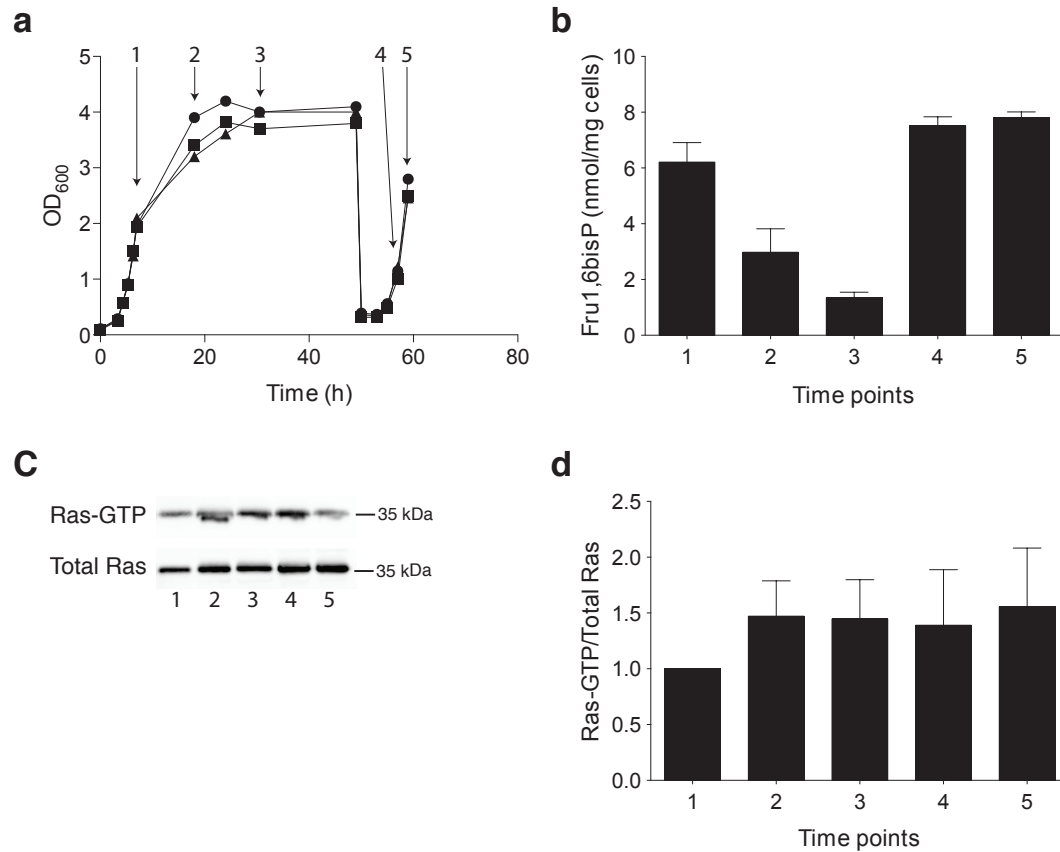 a
1 2 3 4 5
5
4
3
2
1
0
OD600
0 20 40 60 80
Time (h)
b
10
8
6
4
2
0
Fru1,6bisP (nmol/mg cells)
1 2 3 4 5
Time points
C
Ras-GTP 35 kDa
Total Ras 35 kDa
1 2 3 4 5
d
2.5
2.0
1.5
1.0
0.5
0.0
Ras-GTP/Total Ras
1 2 3 4 5
Time points